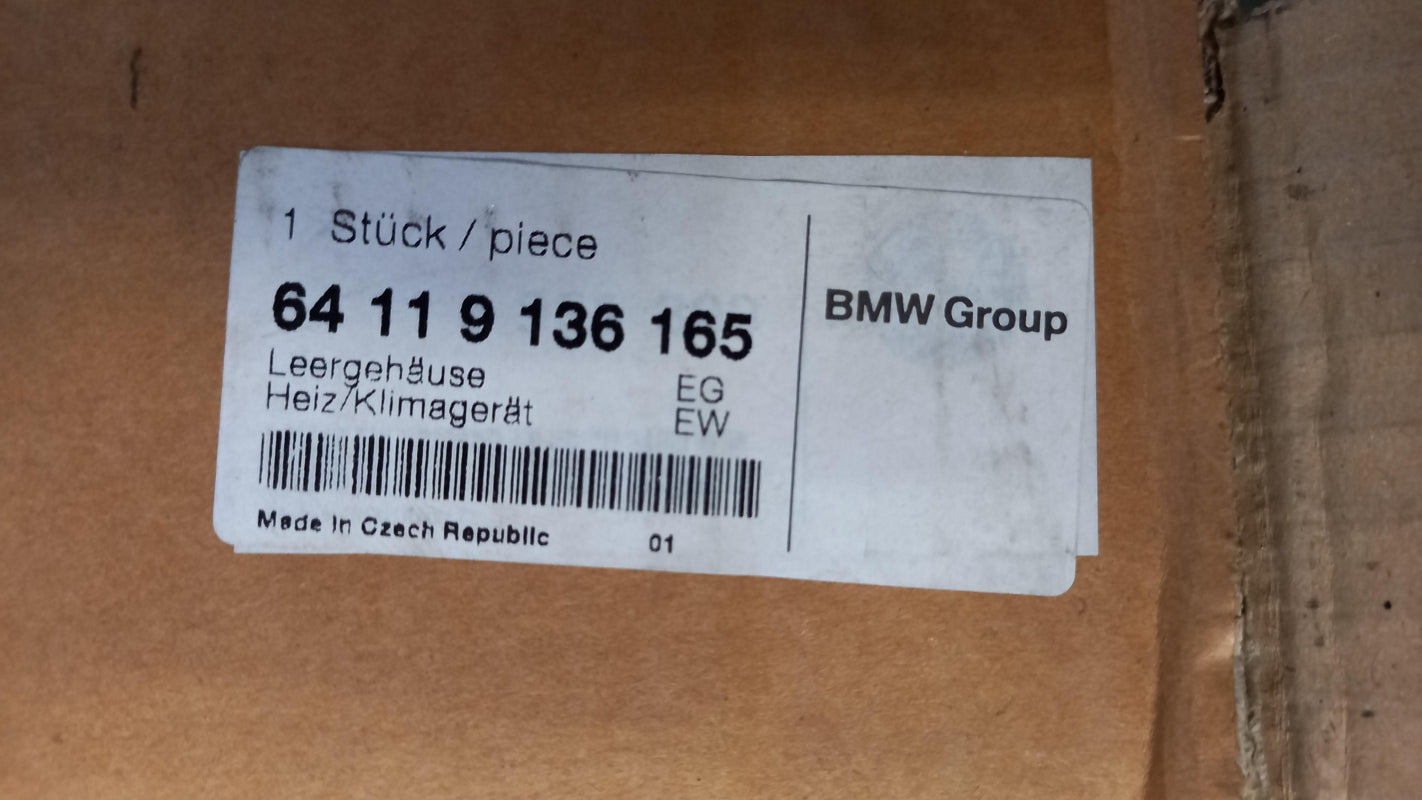 1 Stück / piece
64 11 9 136 165
Leergehäuse EG
Heiz/Klimagerät EW
Made in Czech Republic 01
BMW Group